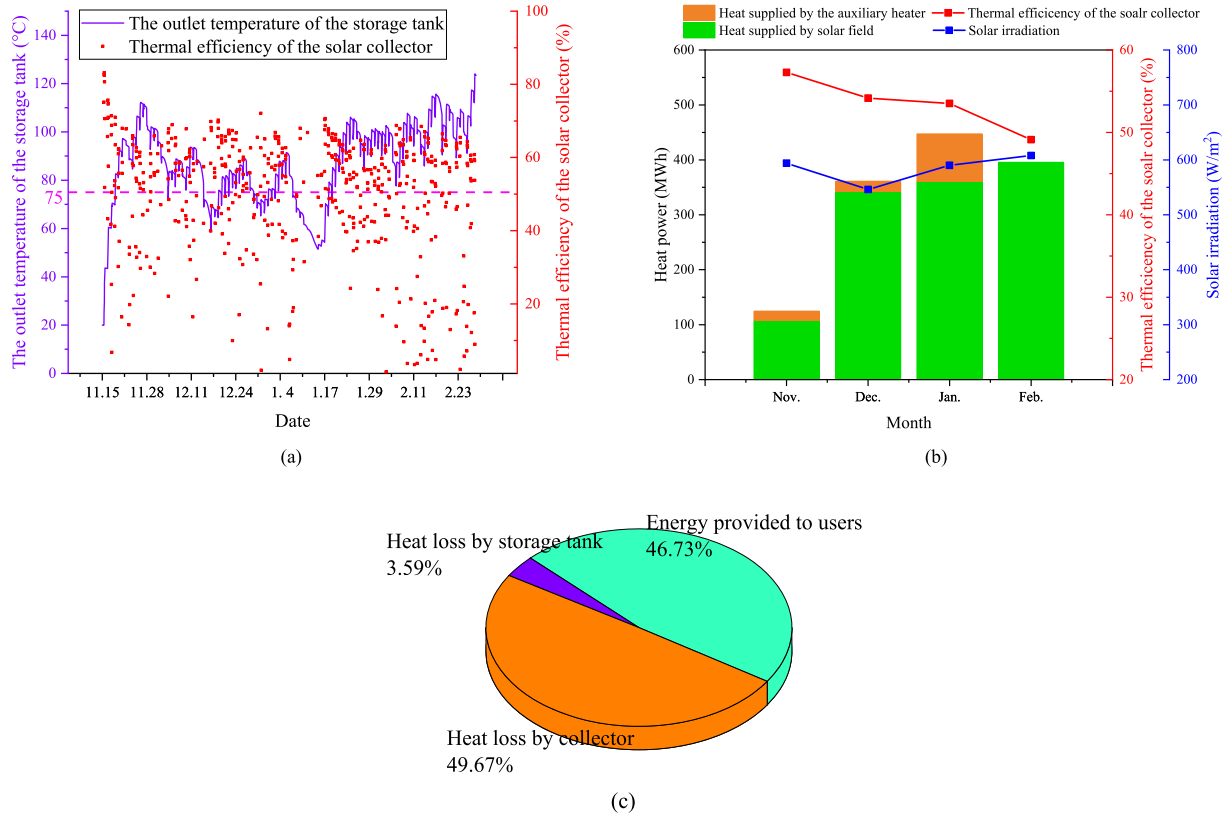 The outlet temperature of the storage tank
Thermal efficiency of the solar collector
The outlet temperature of the storage tank (°C)
140
120
100
80
75
60
40
20
0
100
80
60
40
20
Thermal efficiency of the solar collector (%)
11.15 11.28 12.11 12.24 1. 4 1.17 1.29 2.11 2.23
Date
(a)
Heat supplied by the auxiliary heater
Heat supplied by solar field
Thermal efficicency of the soalr collector
Solar irradiation
Heat power (MWh)
600
500
400
300
200
100
0
60
50
40
30
20
Thermal efficicency of the soalr collector (%)
800
700
600
500
400
300
200
Solar irradiation (W/m²)
Nov. Dec. Jan. Feb.
Month
(b)
Energy provided to users
46.73%
Heat loss by storage tank
3.59%
Heat loss by collector
49.67%
(c)